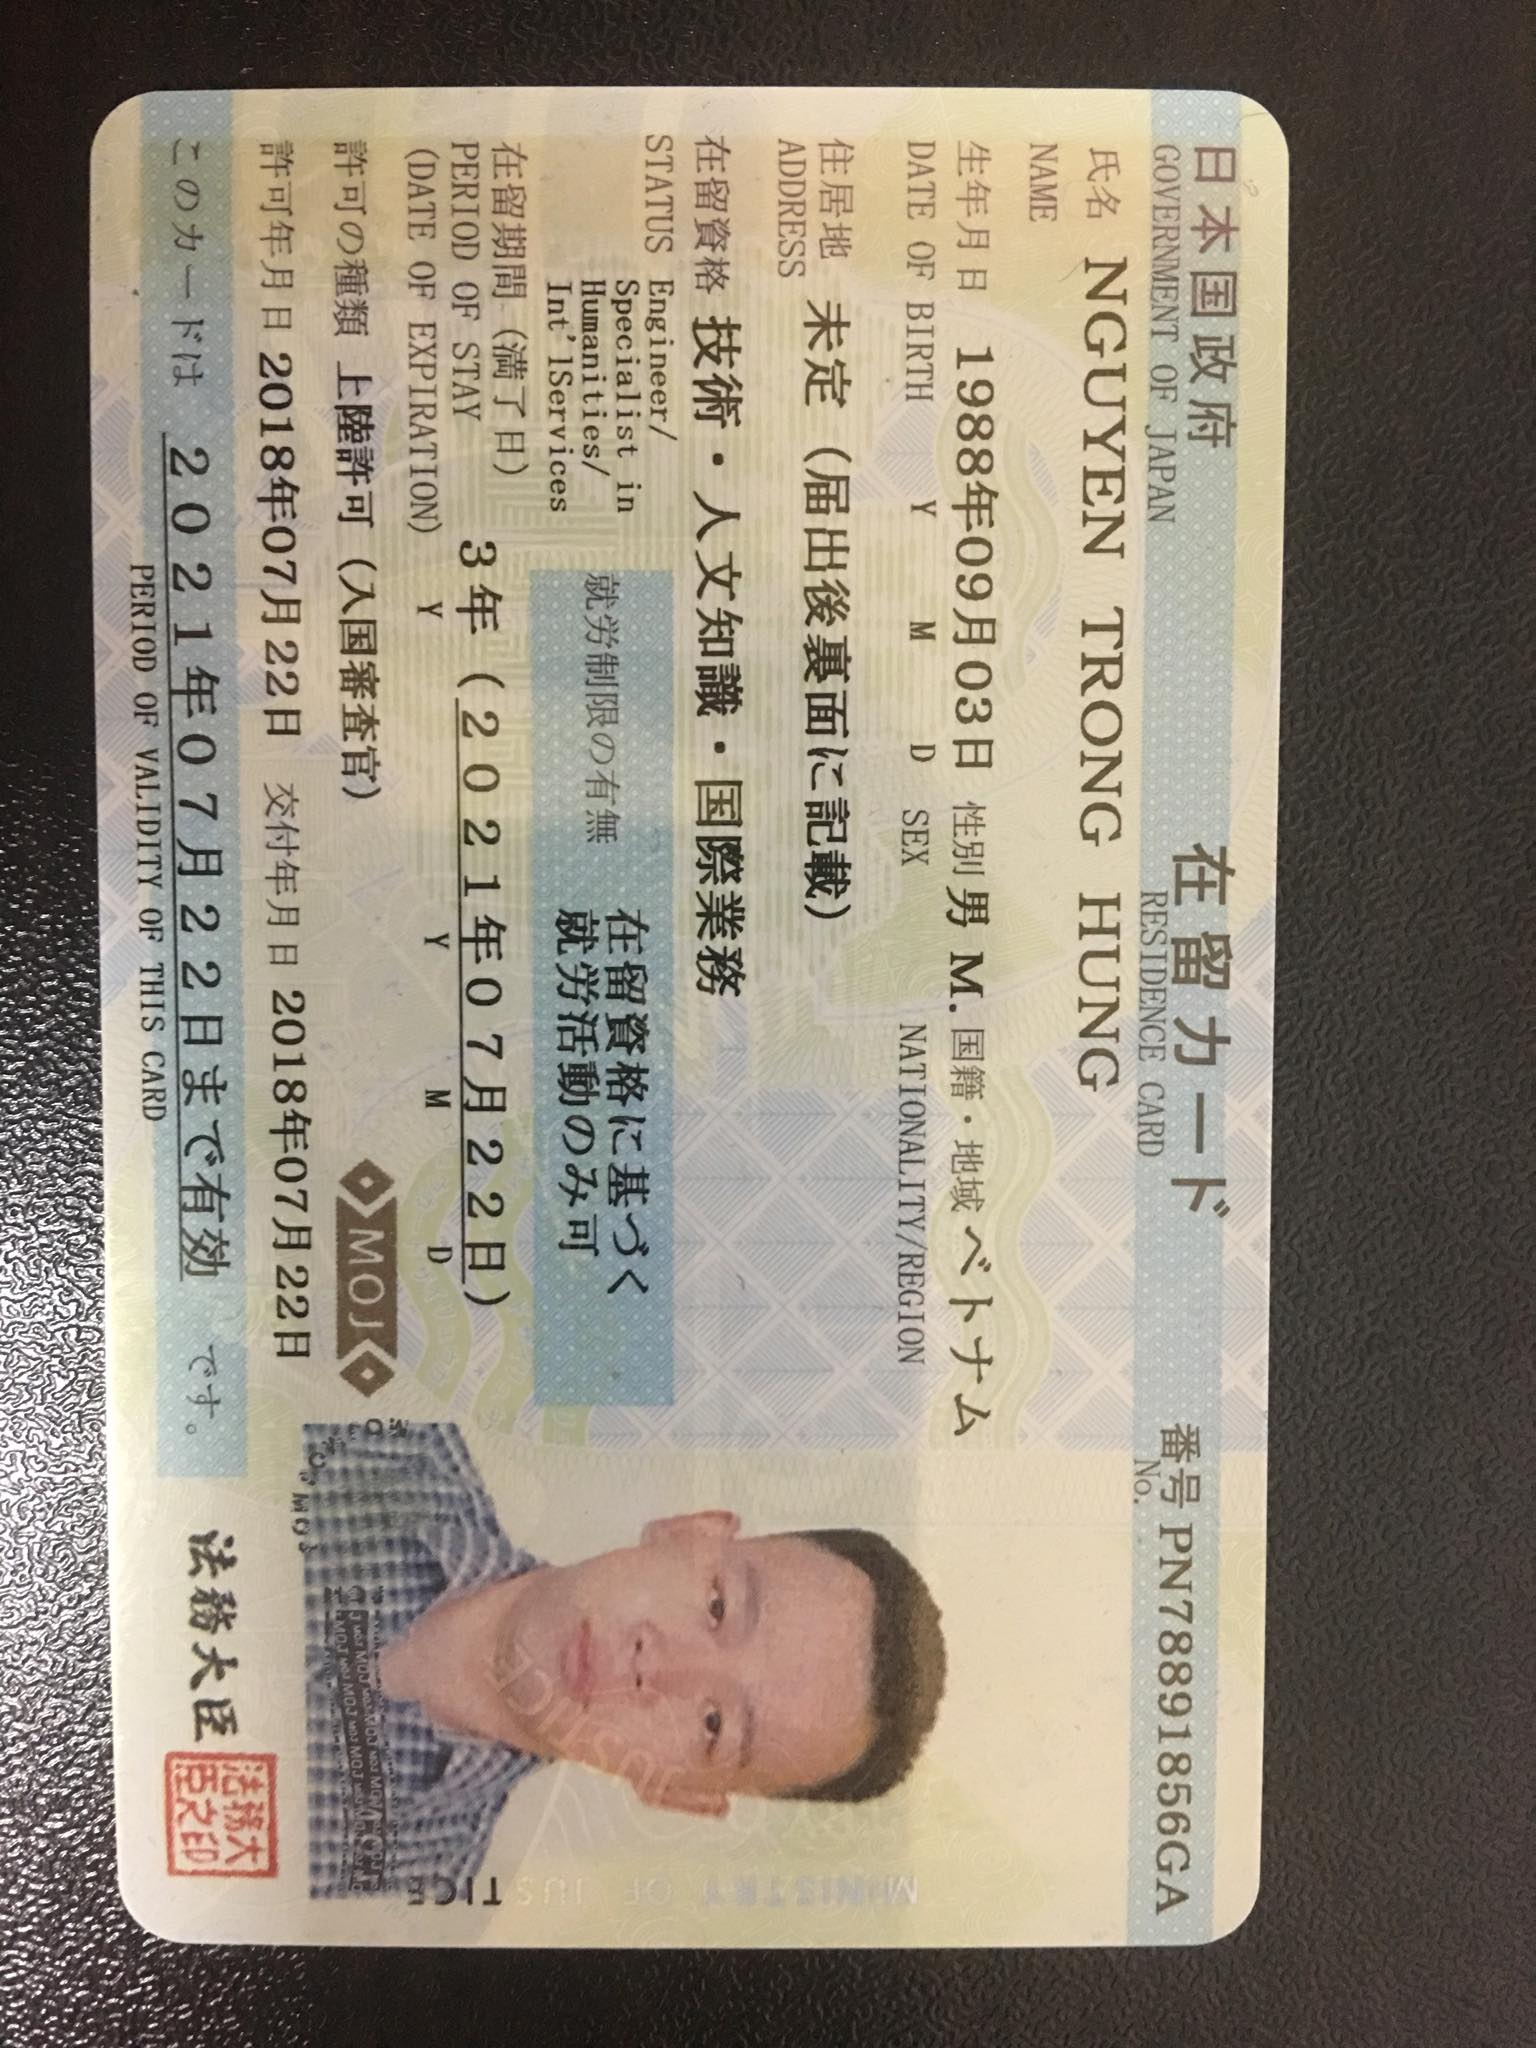 日本国政府 在留カード 番号 PN78891856GA
GOVERNMENT OF JAPAN RESIDENCE CARD No.
氏名 NGUYEN TRONG HUNG
NAME
生年月日 1988年09月03日 性別 男 M. 国籍・地域 ベトナム
DATE OF BIRTH Y M D SEX NATIONALITY/REGION
住居地 未定(届出後裏面に記載)
ADDRESS
在留資格 技術・人文知識・国際業務
STATUS Engineer/
Specialist in
Humanities/
Int'lServices
就労制限の有無 在留資格に基づく
就労活動のみ可
在留期間(満了日) 3年(2021年07月22日)
PERIOD OF STAY
(DATE OF EXPIRATION) Y Y M D
許可の種類 上陸許可(入国審査官)
MOJ
許可年月日 2018年07月22日 交付年月日 2018年07月22日
このカードは 2021年07月22日まで有効 です。
PERIOD OF VALIDITY OF THIS CARD
法務大臣
法務大臣之印
MINISTRY OF JUSTICE